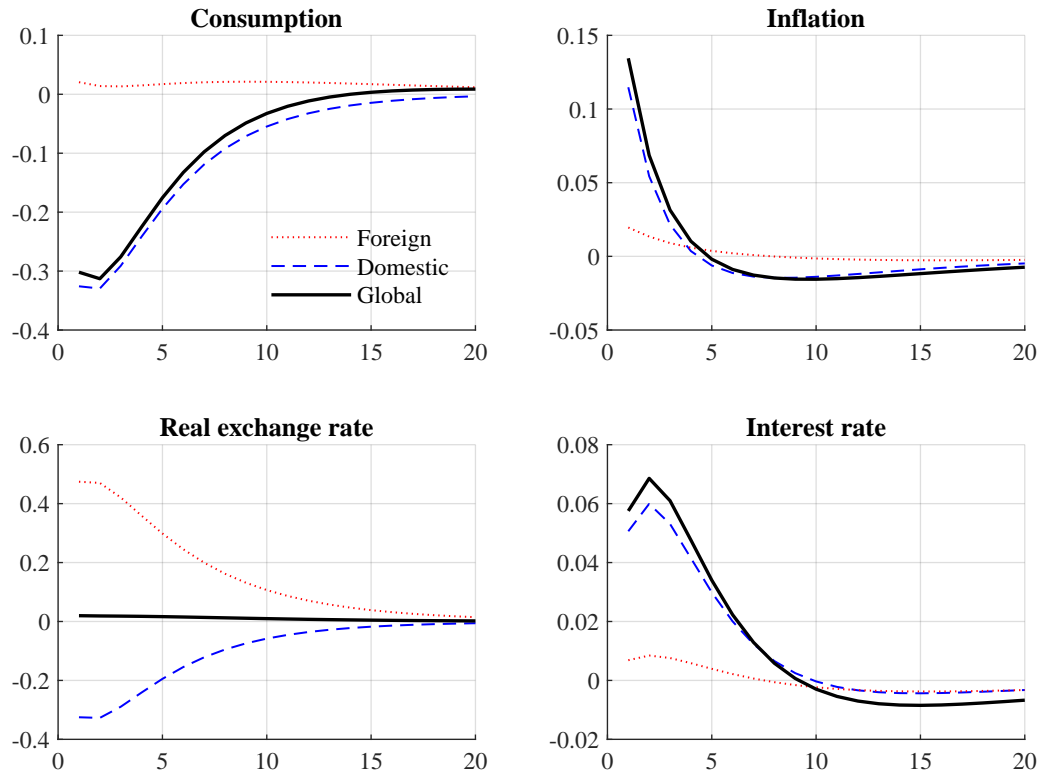 Consumption
0.1
0
-0.1
-0.2
-0.3
-0.4
0 5 10 15 20
Foreign
Domestic
Global
Inflation
0.15
0.1
0.05
0
-0.05
0 5 10 15 20
Real exchange rate
0.6
0.4
0.2
0
-0.2
-0.4
0 5 10 15 20
Interest rate
0.08
0.06
0.04
0.02
0
-0.02
0 5 10 15 20